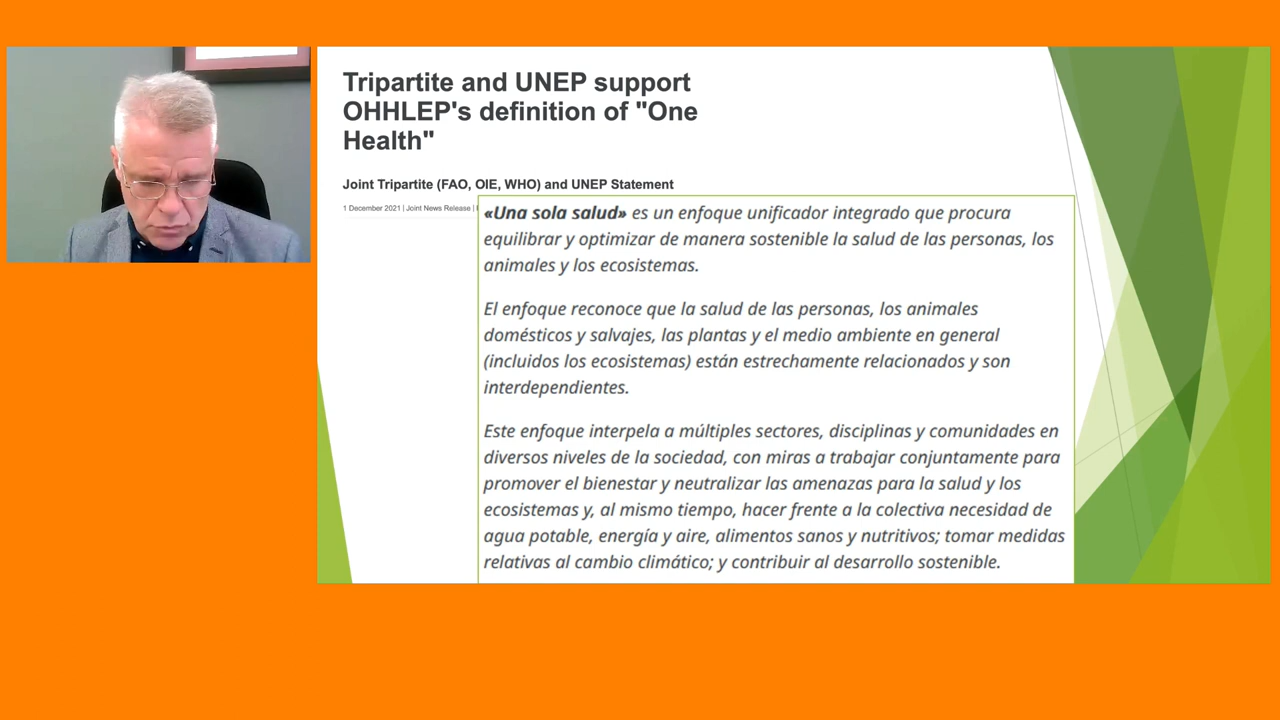 Tripartite and UNEP support
OHHLEP's definition of "One
Health"
Joint Tripartite (FAO, OIE, WHO) and UNEP Statement
1 December 2021 | Joint News Release |
«Una sola salud» es un enfoque unificador integrado que procura
equilibrar y optimizar de manera sostenible la salud de las personas, los
animales y los ecosistemas.
El enfoque reconoce que la salud de las personas, los animales
domésticos y salvajes, las plantas y el medio ambiente en general
(incluidos los ecosistemas) están estrechamente relacionados y son
interdependientes.
Este enfoque interpela a múltiples sectores, disciplinas y comunidades en
diversos niveles de la sociedad, con miras a trabajar conjuntamente para
promover el bienestar y neutralizar las amenazas para la salud y los
ecosistemas y, al mismo tiempo, hacer frente a la colectiva necesidad de
agua potable, energía y aire, alimentos sanos y nutritivos; tomar medidas
relativas al cambio climático; y contribuir al desarrollo sostenible.